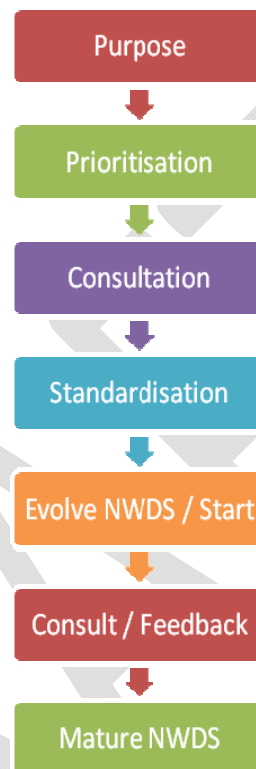 Purpose
Prioritisation
Consultation
Standardisation
Evolve NWDS / Start
Consult / Feedback
Mature NWDS